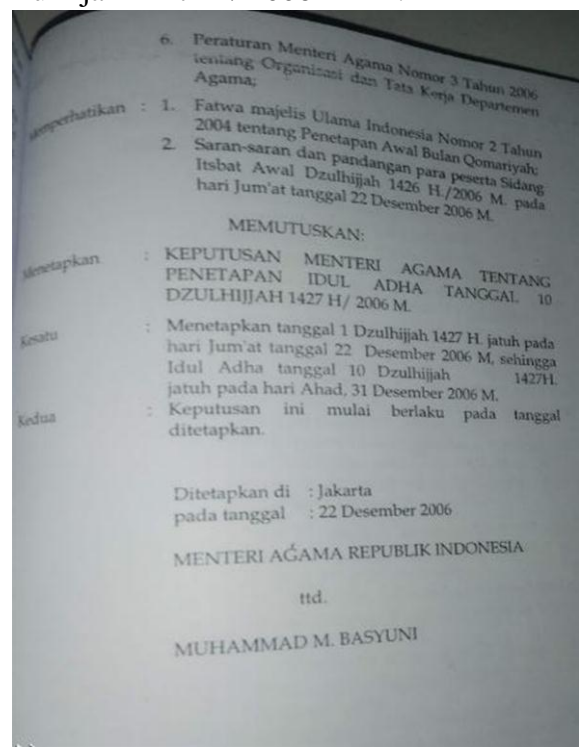 6. Peraturan Menteri Agama Nomor 3 Tahun 2006
tentang Organisasi dan Tata Kerja Departemen
Agama;
Memperhatikan : 1. Fatwa majelis Ulama Indonesia Nomor 2 Tahun
2004 tentang Penetapan Awal Bulan Qomariyah;
2. Saran-saran dan pandangan para peserta Sidang
Itsbat Awal Dzulhijjah 1426 H./2006 M. pada
hari Jum'at tanggal 22 Desember 2006 M.
MEMUTUSKAN:
Menetapkan : KEPUTUSAN MENTERI AGAMA TENTANG
PENETAPAN IDUL ADHA TANGGAL 10
DZULHIJJAH 1427 H/ 2006 M.
Kesatu : Menetapkan tanggal 1 Dzulhijjah 1427 H. jatuh pada
hari Jum'at tanggal 22 Desember 2006 M, sehingga
Idul Adha tanggal 10 Dzulhijjah 1427H.
jatuh pada hari Ahad, 31 Desember 2006 M.
Kedua : Keputusan ini mulai berlaku pada tanggal
ditetapkan.
Ditetapkan di : Jakarta
pada tanggal : 22 Desember 2006
MENTERI AGAMA REPUBLIK INDONESIA
ttd.
MUHAMMAD M. BASYUNI